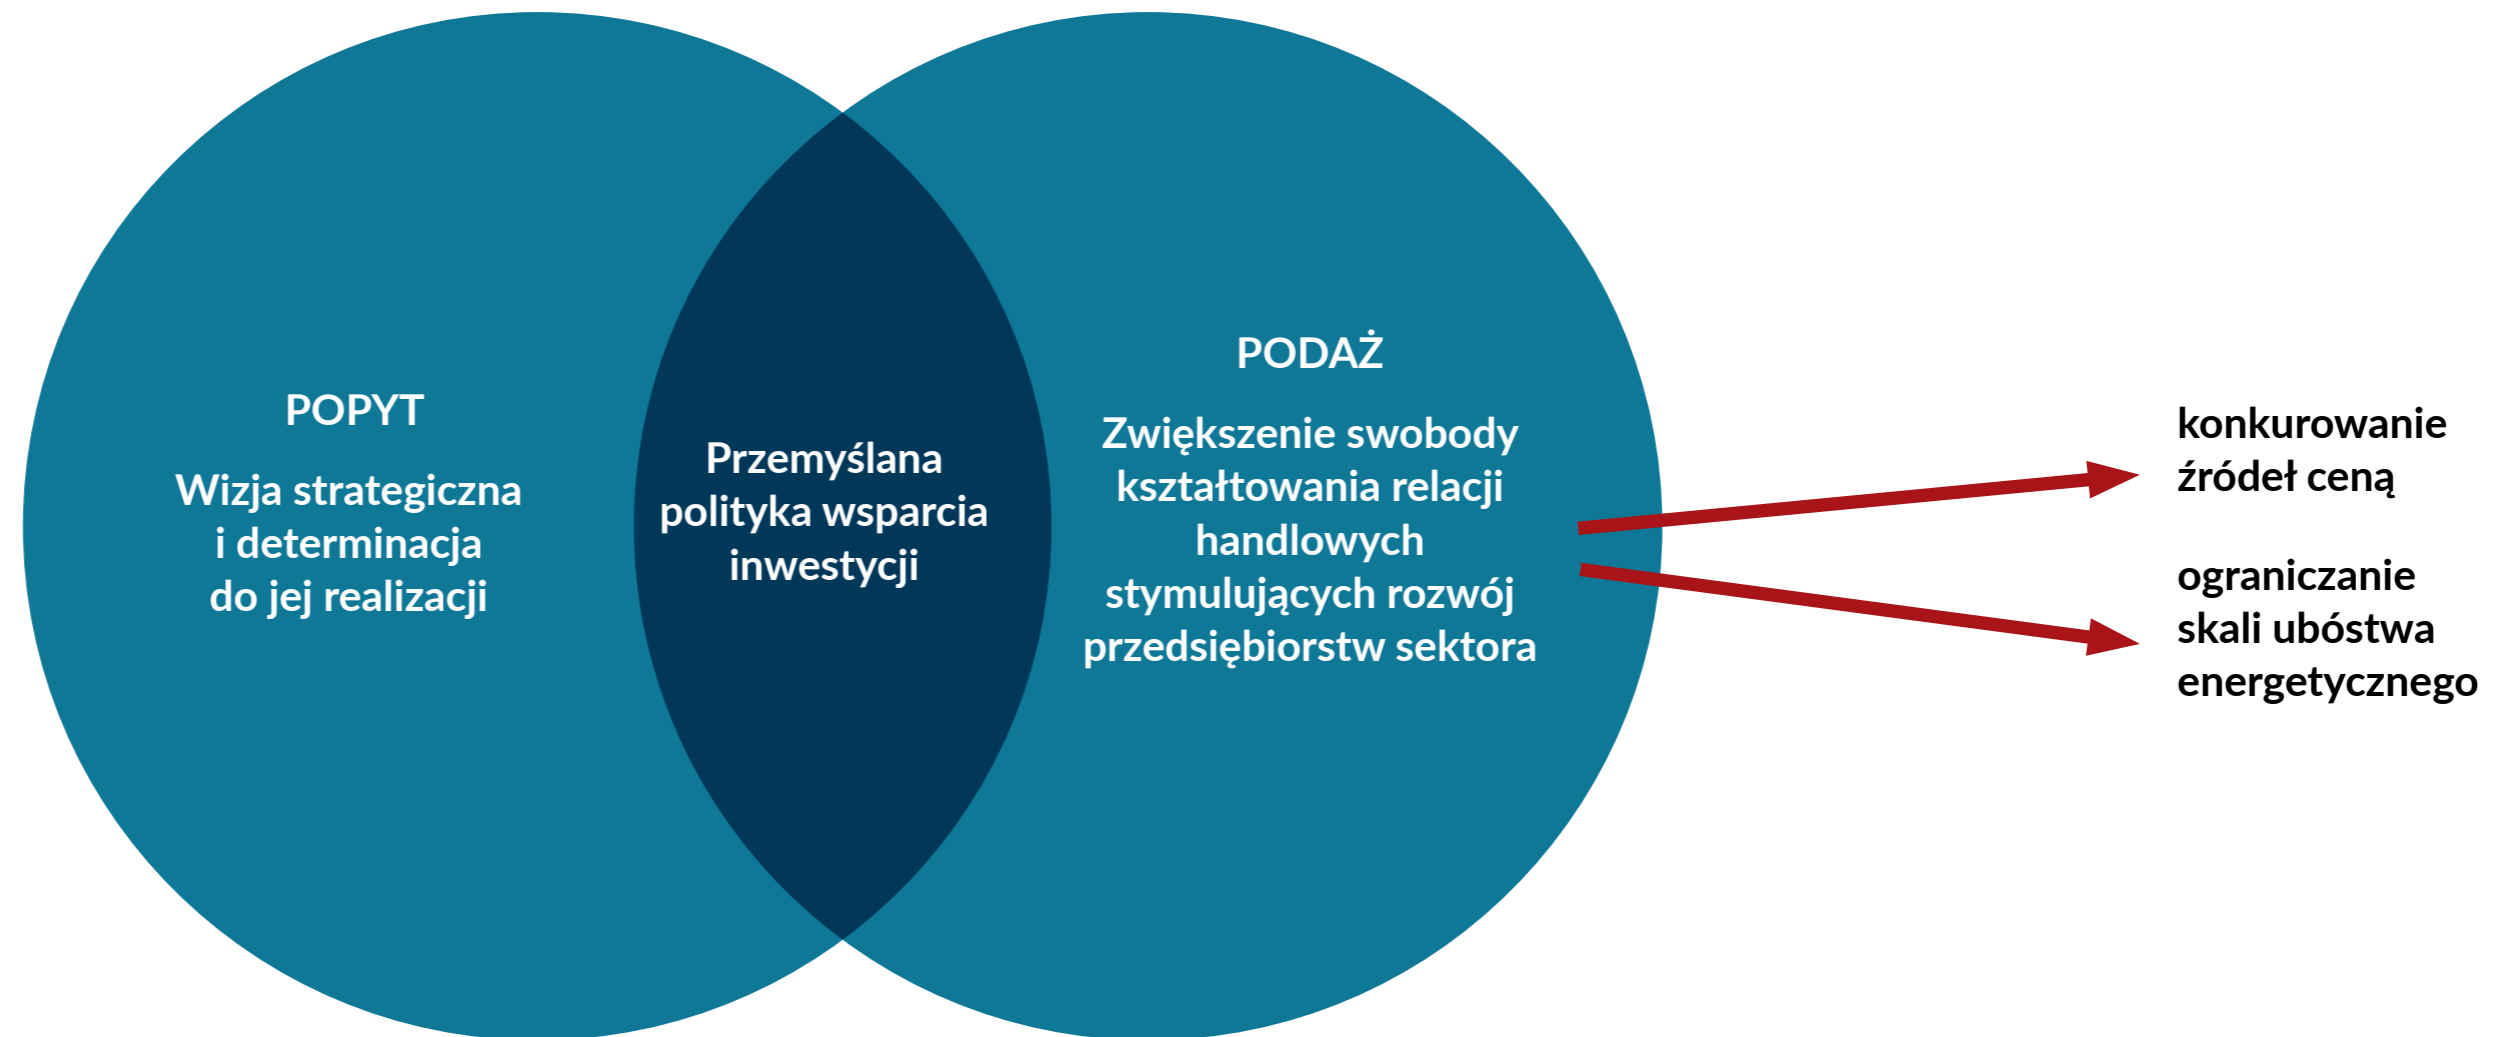 POPYT
Wizja strategiczna
i determinacja
do jej realizacji
Przemyślana
polityka wsparcia
inwestycji
PODAŻ
Zwiększenie swobody
kształtowania relacji
handlowych
stymulujących rozwój
przedsiębiorstw sektora
konkurowanie
źródeł ceną
ograniczanie
skali ubóstwa
energetycznego